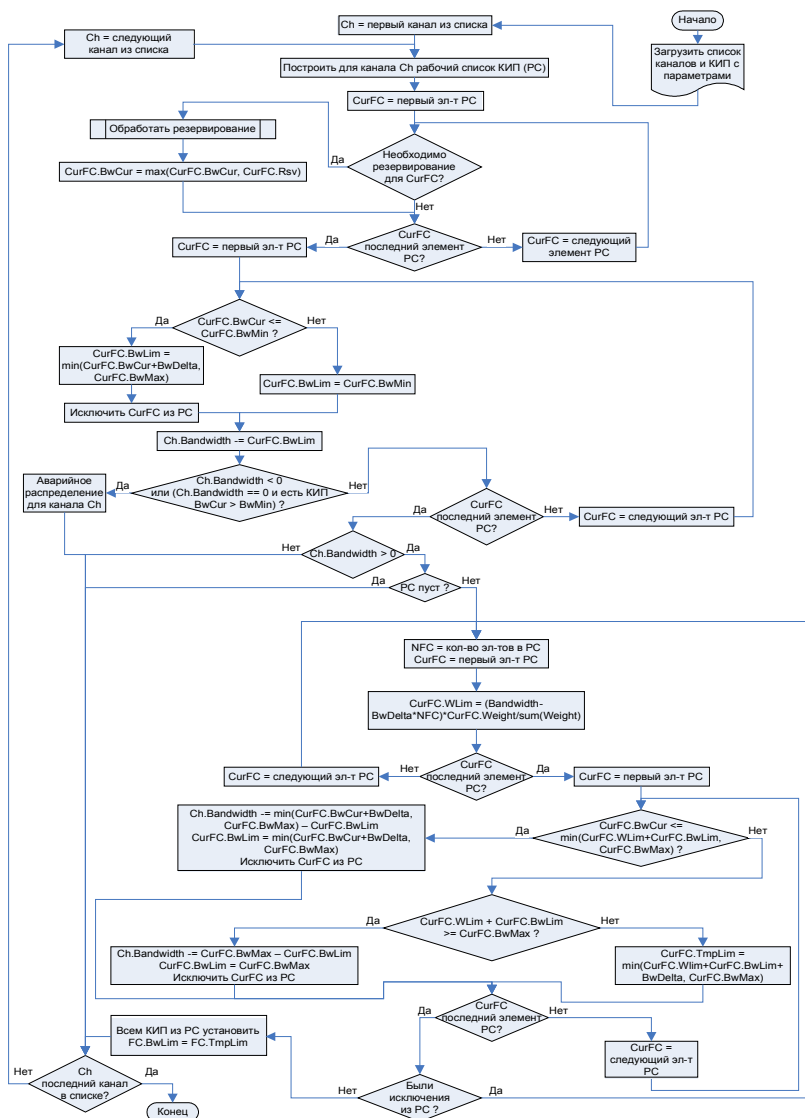 Начало
Загрузить список
каналов и КИП с
параметрами
Ch = первый канал из списка
Ch = следующий
канал из списка
Построить для канала Ch рабочий список КИП (РС)
CurFC = первый эл-т РС
Обработать резервирование
Необходимо
резервирование
для CurFC?
Да
Нет
CurFC.BwCur = max(CurFC.BwCur, CurFC.Rsv)
CurFC
последний элемент
РС?
Да
Нет
CurFC = первый эл-т РС
CurFC = следующий
элемент РС
CurFC.BwCur <=
CurFC.BwMin ?
Да
Нет
CurFC.BwLim =
min(CurFC.BwCur+BwDelta,
CurFC.BwMax)
CurFC.BwLim = CurFC.BwMin
Исключить CurFC из РС
Ch.Bandwidth -= CurFC.BwLim
Ch.Bandwidth < 0
или (Ch.Bandwidth == 0 и есть КИП
BwCur > BwMin) ?
Да
Нет
Аварийное
распределение
для канала Ch
CurFC
последний элемент
РС?
Да
Нет
CurFC = следующий эл-т РС
Ch.Bandwidth > 0
Нет
Да
РС пуст ?
Да
Нет
NFC = кол-во эл-тов в РС
CurFC = первый эл-т РС
CurFC.WLim = (Bandwidth-
BwDelta*NFC)*CurFC.Weight/sum(Weight)
CurFC
последний элемент
РС?
Нет
Да
CurFC = следующий эл-т РС
CurFC = первый эл-т РС
CurFC.BwCur <=
min(CurFC.WLim+CurFC.BwLim,
CurFC.BwMax) ?
Да
Нет
Ch.Bandwidth -= min(CurFC.BwCur+BwDelta,
CurFC.BwMax) – CurFC.BwLim
CurFC.BwLim = min(CurFC.BwCur+BwDelta,
CurFC.BwMax)
Исключить CurFC из РС
CurFC.WLim + CurFC.BwLim
>= CurFC.BwMax ?
Да
Нет
Ch.Bandwidth -= CurFC.BwMax – CurFC.BwLim
CurFC.BwLim = CurFC.BwMax
Исключить CurFC из РС
CurFC.TmpLim =
min(CurFC.Wlim+CurFC.BwLim+
BwDelta, CurFC.BwMax)
CurFC
последний элемент
РС?
Да
Нет
CurFC =
следующий эл-т
РС
Всем КИП из РС установить
FC.BwLim = FC.TmpLim
Были
исключения
из РС ?
Нет
Да
Ch
последний канал
в списке?
Нет
Да
Конец